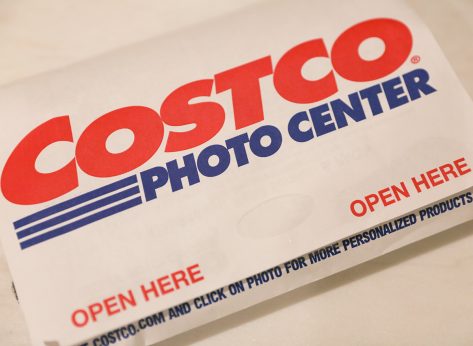 COSTCO®
PHOTO CENTER
OPEN HERE
OPEN HERE
COSTCO.COM AND CLICK ON PHOTO FOR MORE PERSONALIZED PRODUCTS